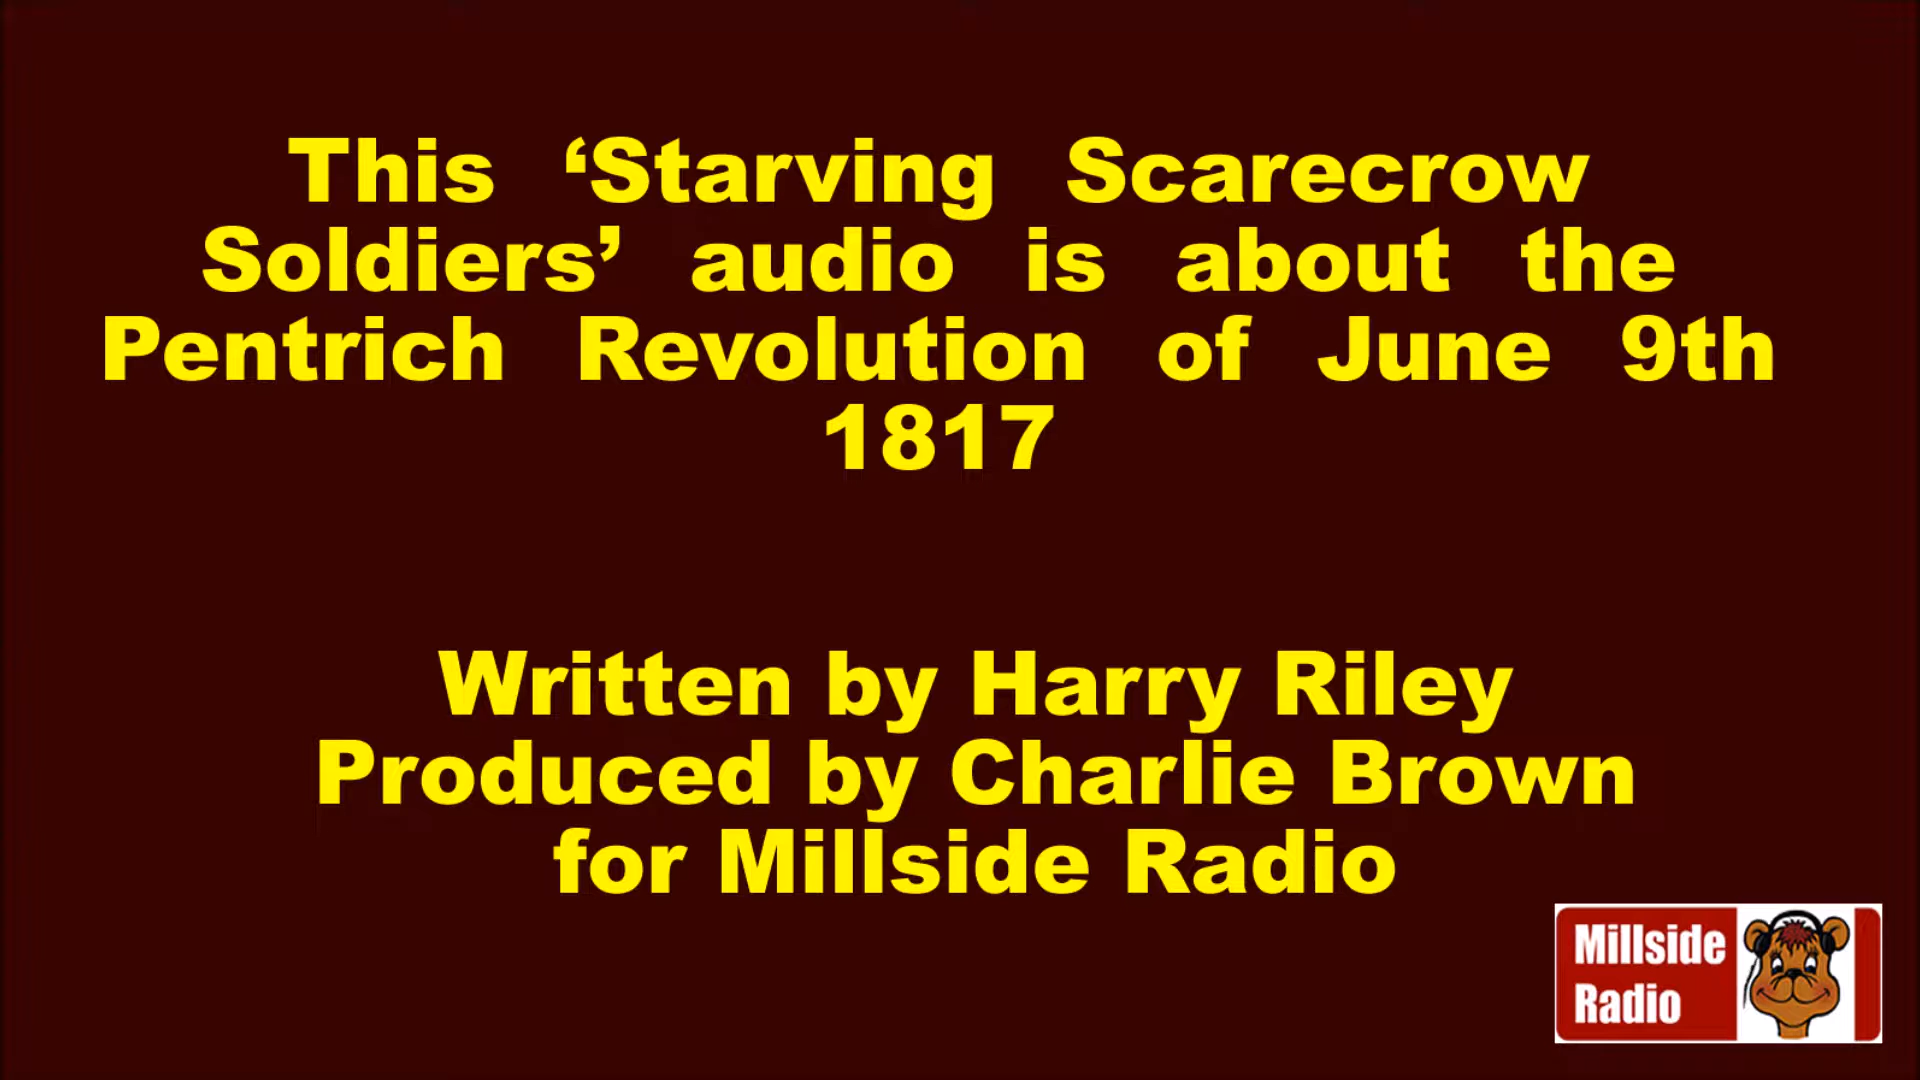 This ‘Starving Scarecrow
Soldiers’ audio is about the
Pentrich Revolution of June 9th
1817
Written by Harry Riley
Produced by Charlie Brown
for Millside Radio
Millside
Radio